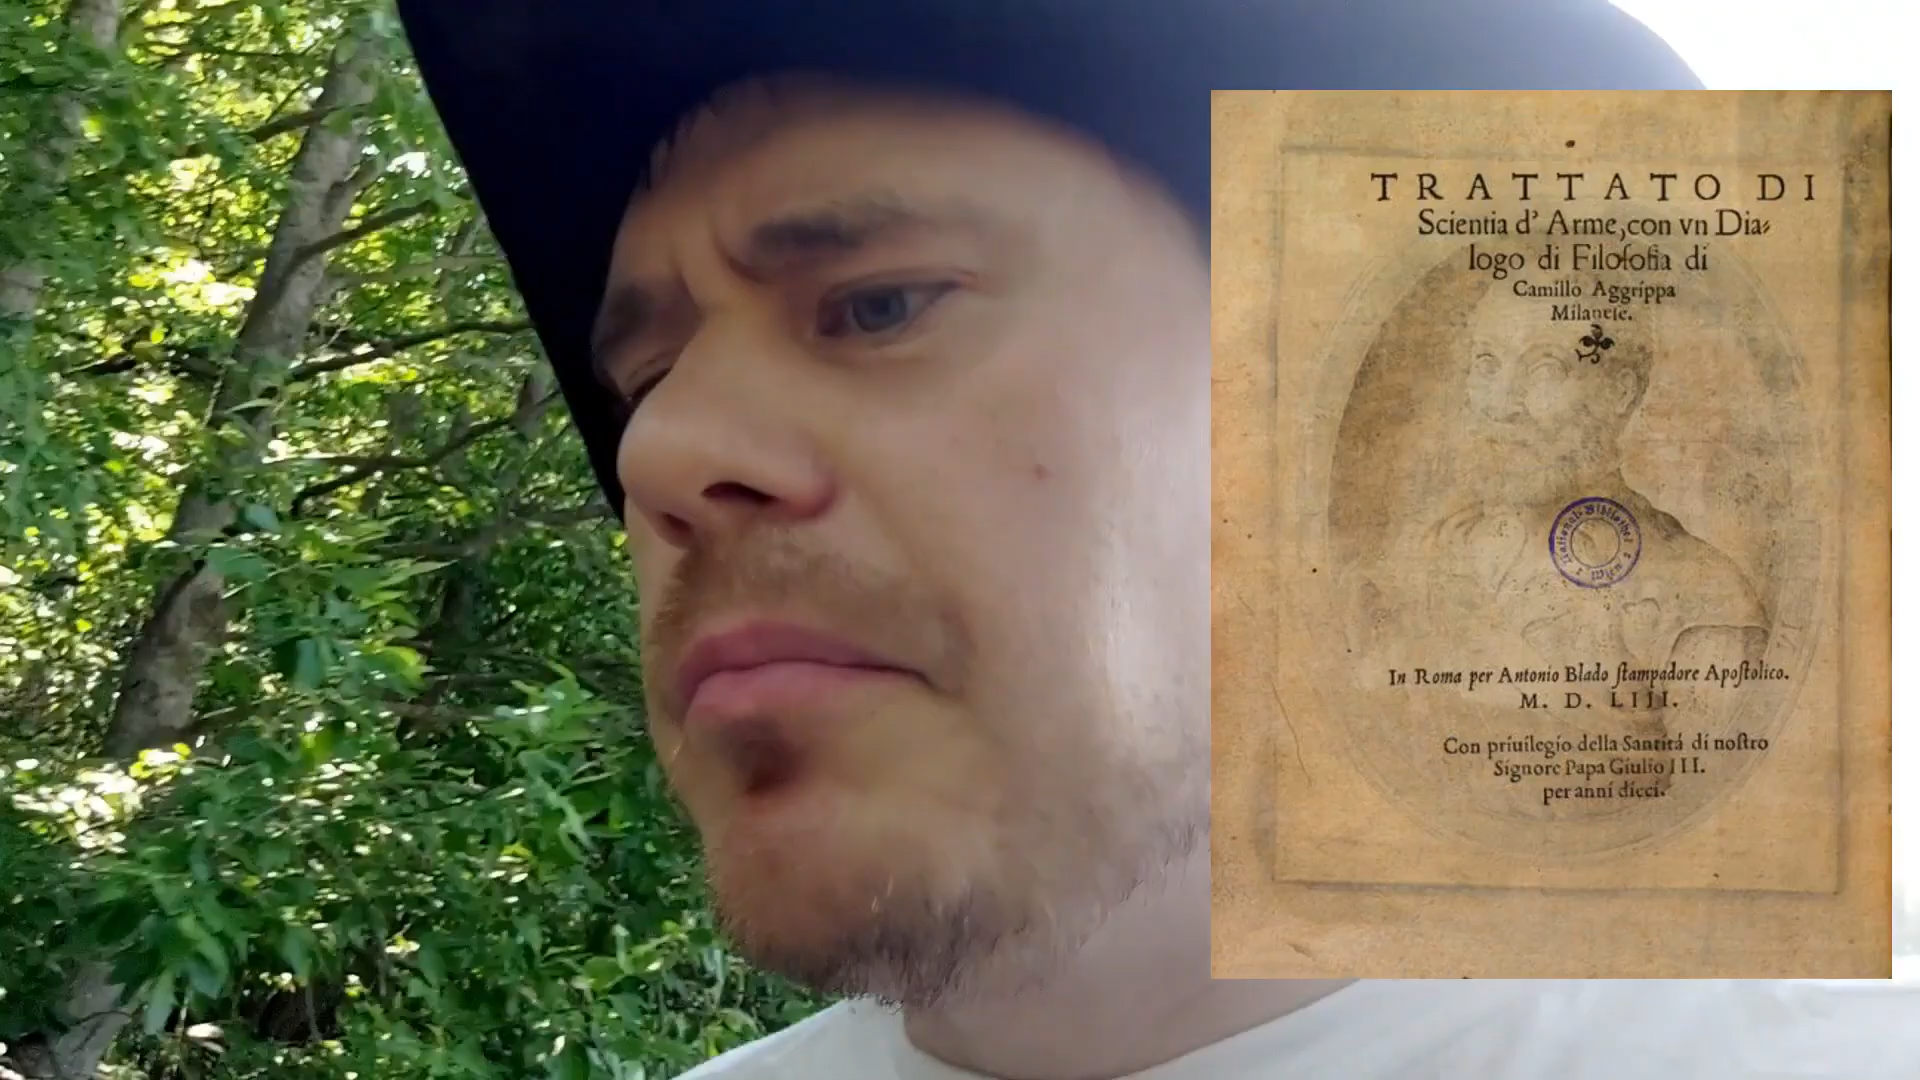 TRATTATO DI
Scientia d' Arme, con vn Dia⸗
logo di Filosofia di
Camillo Aggrippa
Milanese.
In Roma per Antonio Blado ſtampadore Apoſtolico.
M. D. LIII.
Con priuilegio della Santitá di noſtro
Signore Papa Giulio III.
per anni dieci.